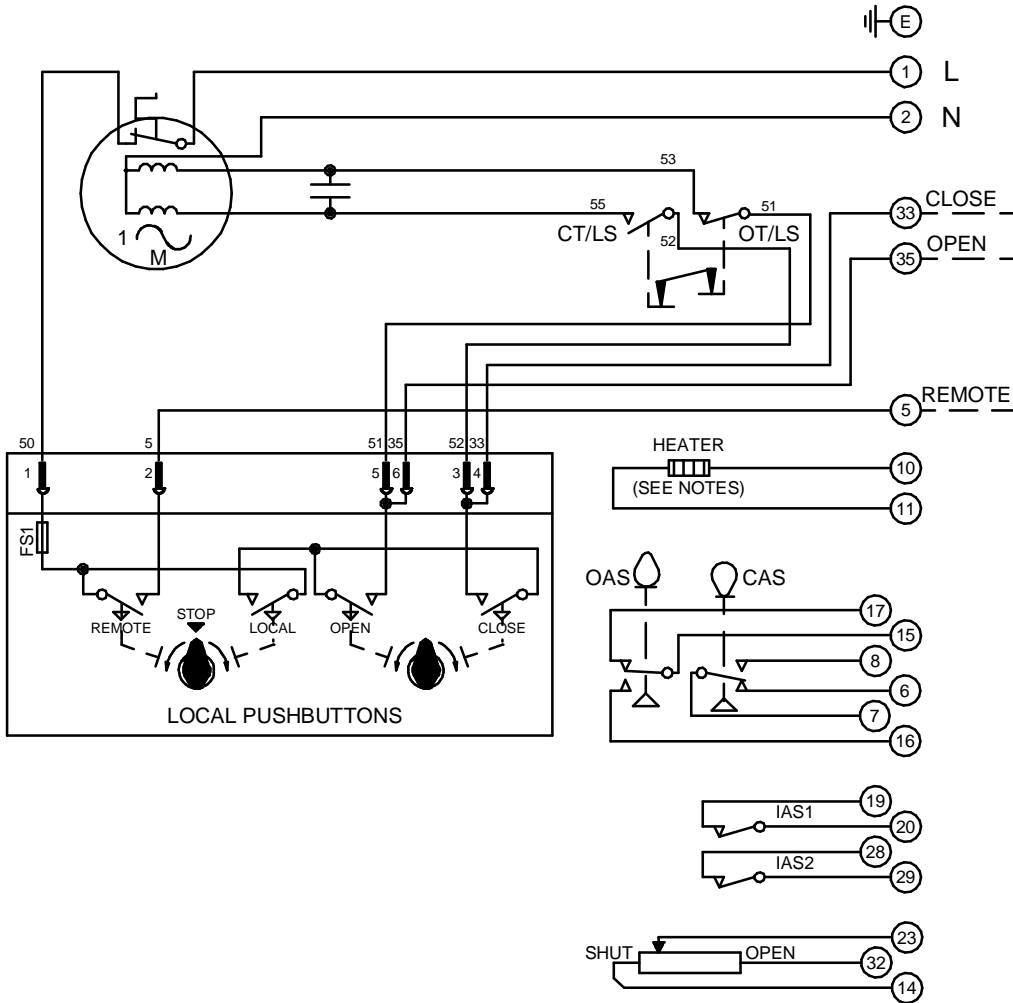 E
1 L
2 N
53
55
51
CLOSE
33
CT/LS
52
OT/LS
OPEN
35
1
M
REMOTE
5
50
5
51 35
52 33
HEATER
10
1
2
5 6
3 4
(SEE NOTES)
11
FS1
OAS
CAS
17
STOP
REMOTE
LOCAL
OPEN
CLOSE
15
8
6
LOCAL PUSHBUTTONS
7
16
19
IAS1
20
28
IAS2
29
23
SHUT
OPEN
32
14